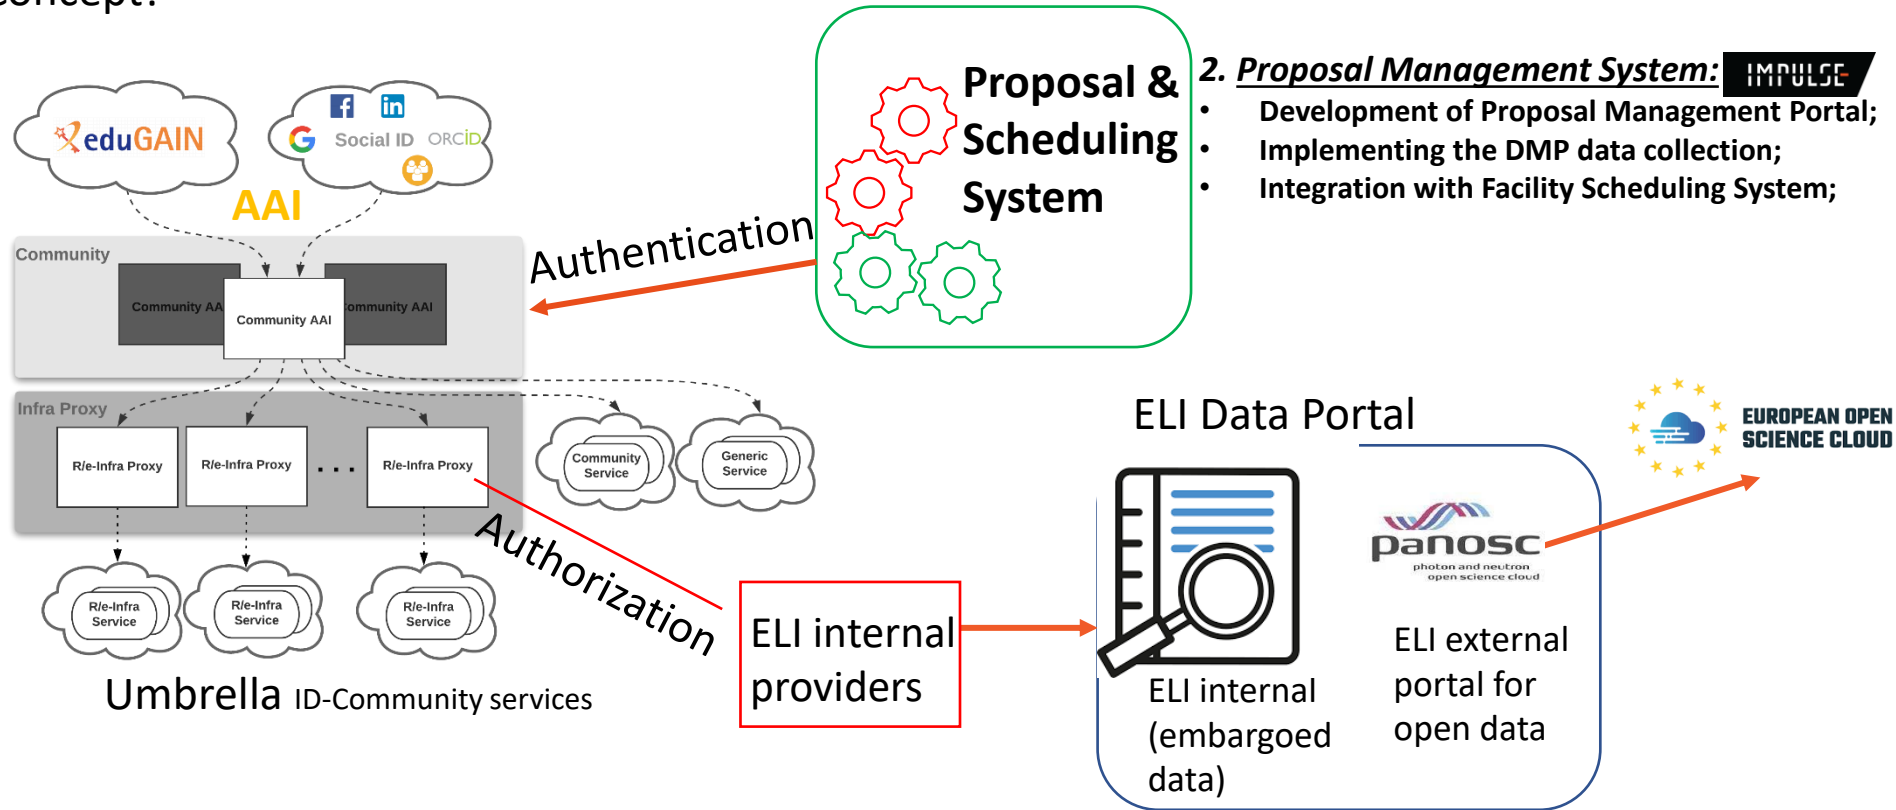 concept?
eduGAIN
Social ID
ORCiD
AAI
Community
Community AA
Community AAI
ommunity AAI
Infra Proxy
R/e-Infra Proxy
R/e-Infra Proxy
. . .
R/e-Infra Proxy
Community
Service
Generic
Service
R/e-Infra
Service
R/e-Infra
Service
R/e-Infra
Service
Umbrella ID-Community services
Authentication
Authorization
Proposal &
Scheduling
System
2. Proposal Management System:
IMPULSE
• Development of Proposal Management Portal;
• Implementing the DMP data collection;
• Integration with Facility Scheduling System;
ELI internal
providers
ELI Data Portal
ELI internal
(embargoed
data)
panosc
photon and neutron
open science cloud
ELI external
portal for
open data
EUROPEAN OPEN
SCIENCE CLOUD